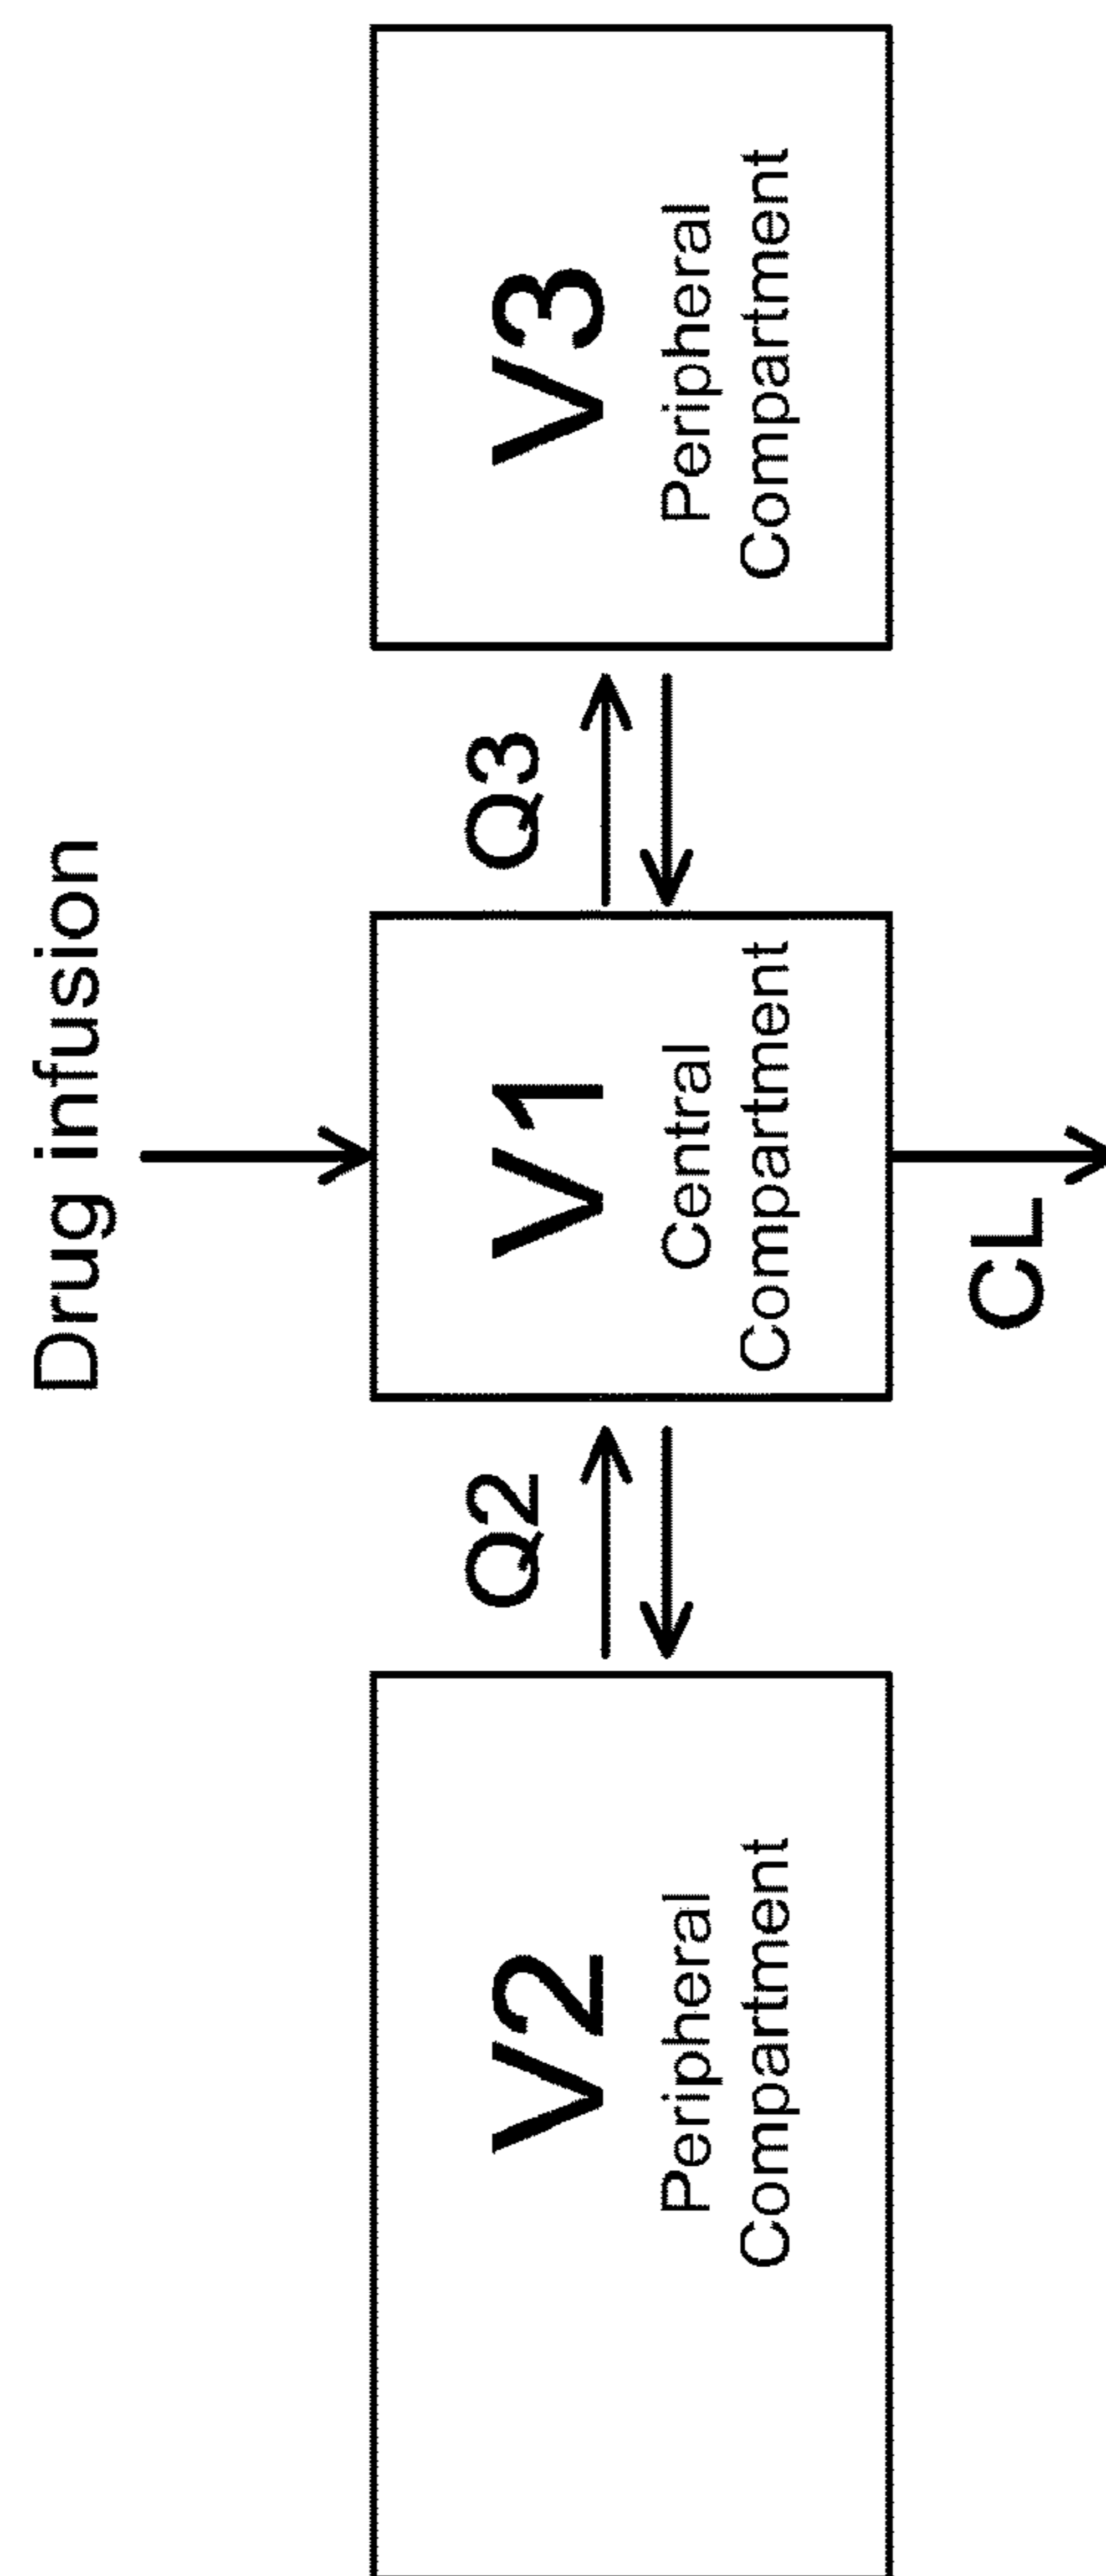 Drug infusion
V2
Peripheral
Compartment
Q2
V1
Central
Compartment
Q3
V3
Peripheral
Compartment
CL